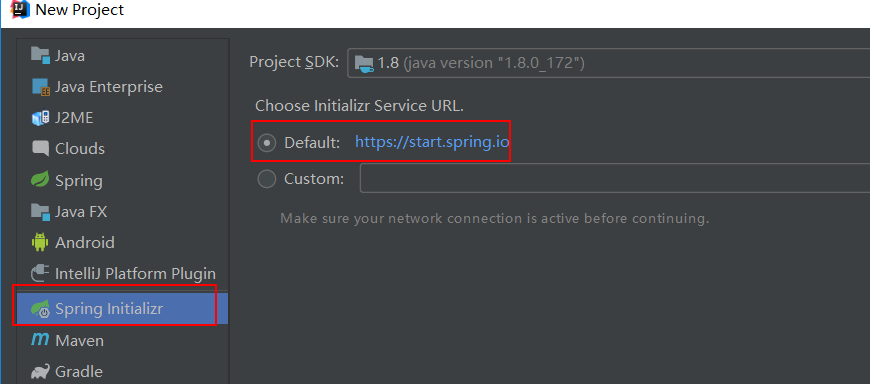 New Project
Java
Java Enterprise
J2ME
Clouds
Spring
Java FX
Android
IntelliJ Platform Plugin
Spring Initializr
Maven
Gradle
Project SDK: 1.8 (java version "1.8.0_172")
Choose Initializr Service URL.
Default: https://start.spring.io
Custom:
Make sure your network connection is active before continuing.